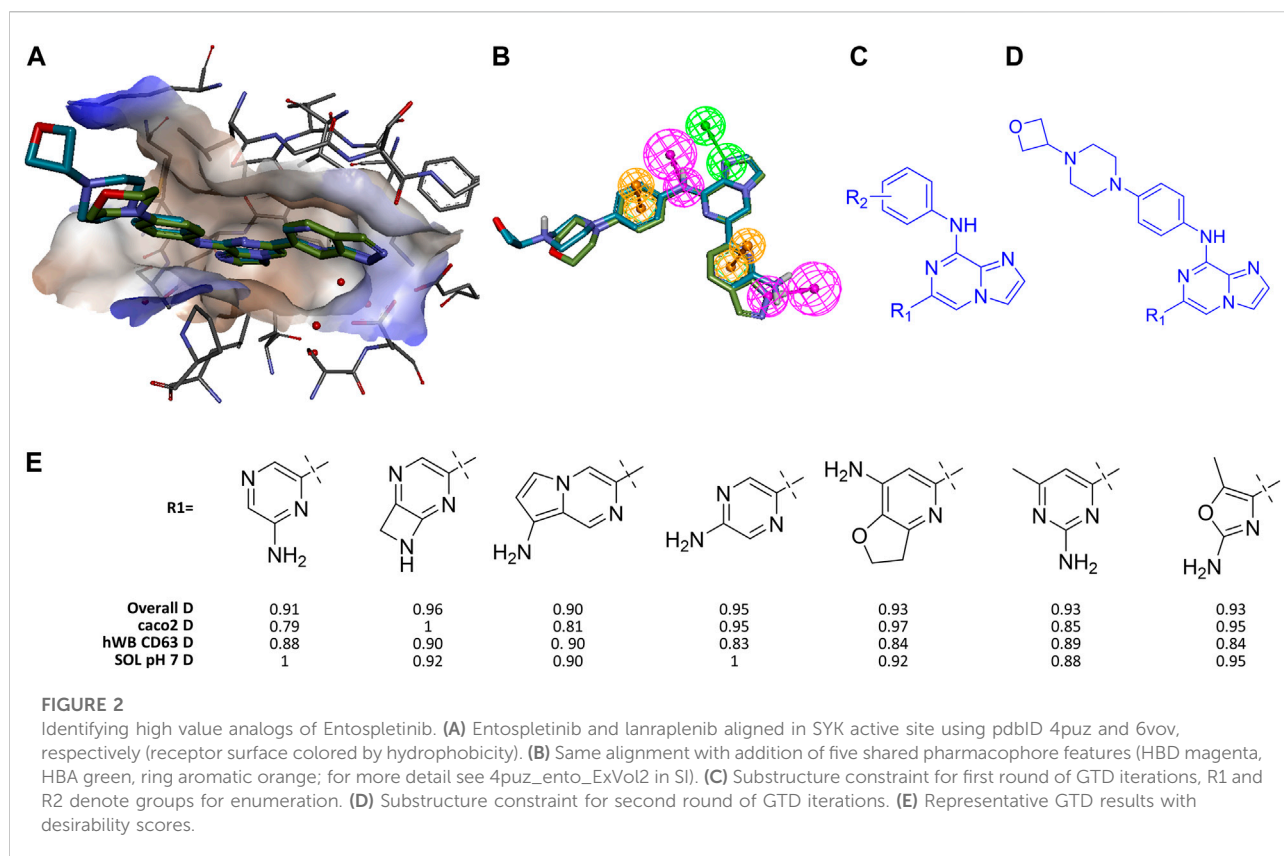 A
B
C
D
O
N
N
R2
NH
N
N
N
R1
O
N
N
NH
N
N
N
R1
E
R1=
N
N
NH2
N
N
N
H
N
N
H2N
N
N
H2N
H2N
O
N
N
N
NH2
O
N
H2N
Overall D 0.91 0.96 0.90 0.95 0.93 0.93 0.93
caco2 D 0.79 1 0.81 0.95 0.97 0.85 0.95
hWB CD63 D 0.88 0.90 0. 90 0.83 0.84 0.89 0.84
SOL pH 7 D 1 0.92 0.90 1 0.92 0.88 0.95
FIGURE 2
Identifying high value analogs of Entospletinib. (A) Entospletinib and lanraplenib aligned in SYK active site using pdbID 4puz and 6vov,
respectively (receptor surface colored by hydrophobicity). (B) Same alignment with addition of five shared pharmacophore features (HBD magenta,
HBA green, ring aromatic orange; for more detail see 4puz_ento_ExVol2 in SI). (C) Substructure constraint for first round of GTD iterations, R1 and
R2 denote groups for enumeration. (D) Substructure constraint for second round of GTD iterations. (E) Representative GTD results with
desirability scores.